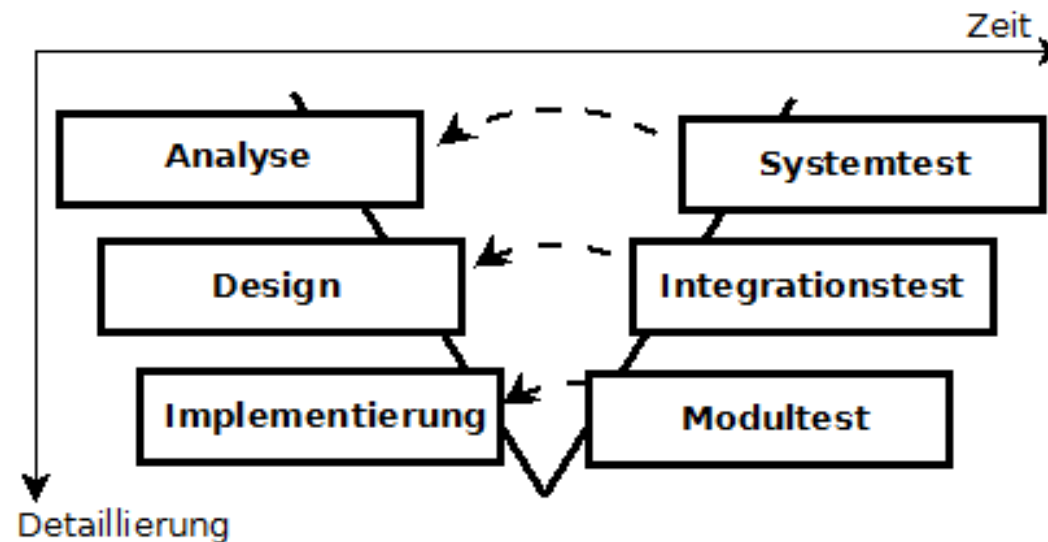 Zeit
Analyse
Systemtest
Design
Integrationstest
Implementierung
Modultest
Detaillierung